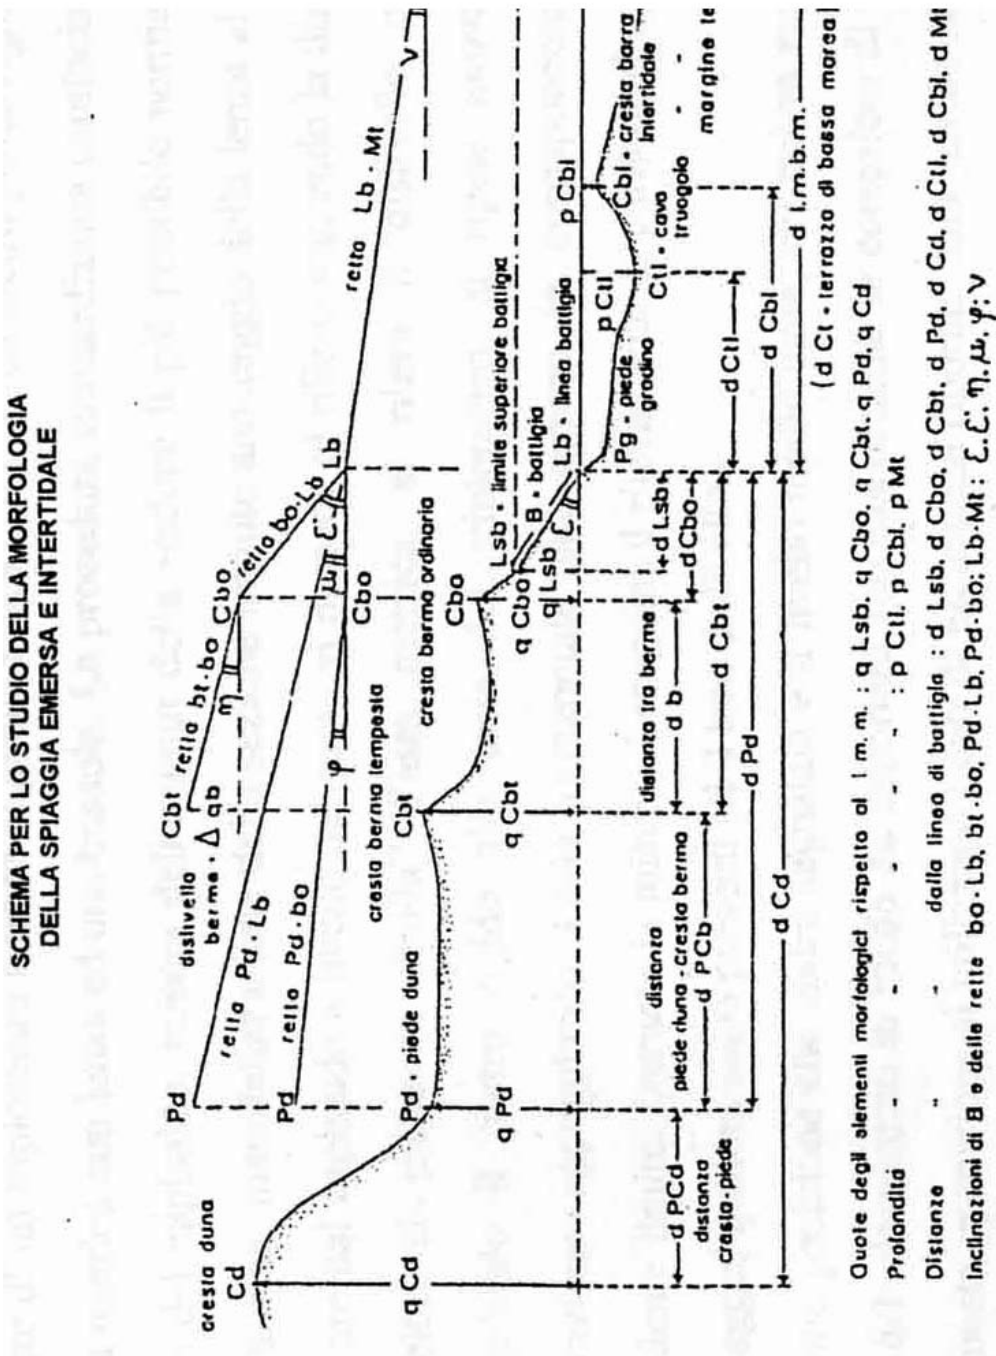 SCHEMA PER LO STUDIO DELLA MORFOLOGIA
DELLA SPIAGGIA EMERSA E INTERTIDALE
Cbt
retta bt-bo
η
Cbo
retta bo-Lb
dislivello
berme - Δ qb
Pd
retta Pd-Lb
μ
Ɛ'
Lb
retta Lb-Mt
ν
Pd
retta Pd-bo
φ
Cbo
cresta duna
Cd
cresta berma tempesta
cresta berma ordinaria
Lsb = limite superiore battigia
Pd = piede duna
Cbt
Cbo
B = battigia
Lb = linea battigia
Ɛ
q Cd
q Pd
q Cbt
q Cbo
q Lsb
Pg = piede
gradino
p Ctl
p Cbl
Ctl = cavo
truogolo
Cbl = cresta barra
intertidale
margine te
d PCd
distanza
cresta-piede
distanza
piede duna-cresta berma
d PCb
distanza tra berme
d b
d Lsb
d Cbo
d Cbt
d Pd
d Cd
d Ctl
d Cbl
d l.m.b.m.
(d Ct = terrazzo di bassa marea)
Quote degli elementi morfologici rispetto al l m. m. : q Lsb, q Cbo, q Cbt, q Pd, q Cd
Profondità " " " " " : p Ctl, p Cbl, p Mt
Distanze " " dalla linea di battigia : d Lsb, d Cbo, d Cbt, d Pd, d Cd, d Ctl, d Cbl, d Mt
Inclinazioni di B e delle rette bo-Lb, bt-bo, Pd-Lb, Pd-bo; Lb-Mt : Ɛ, Ɛ', η, μ, φ; ν